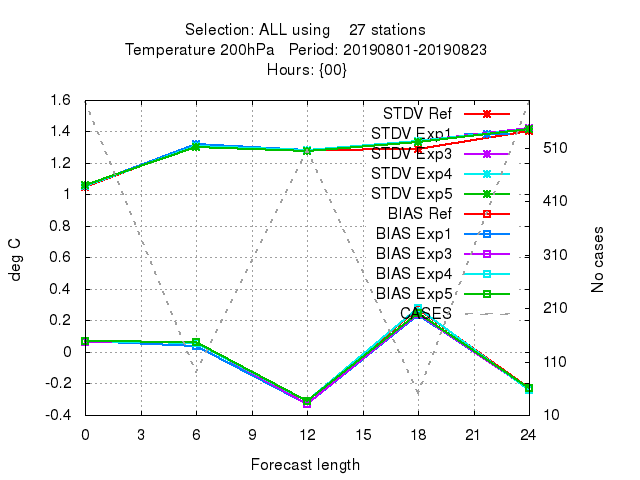 Selection: ALL using 27 stations
Temperature 200hPa Period: 20190801-20190823
Hours: {00}
1.6
1.4
1.2
1
0.8
0.6
0.4
0.2
0
-0.2
-0.4
deg C
STDV Ref
STDV Exp1
STDV Exp3
STDV Exp4
STDV Exp5
BIAS Ref
BIAS Exp1
BIAS Exp3
BIAS Exp4
BIAS Exp5
CASES
510
410
310
210
110
10
No cases
0 3 6 9 12 15 18 21 24
Forecast length